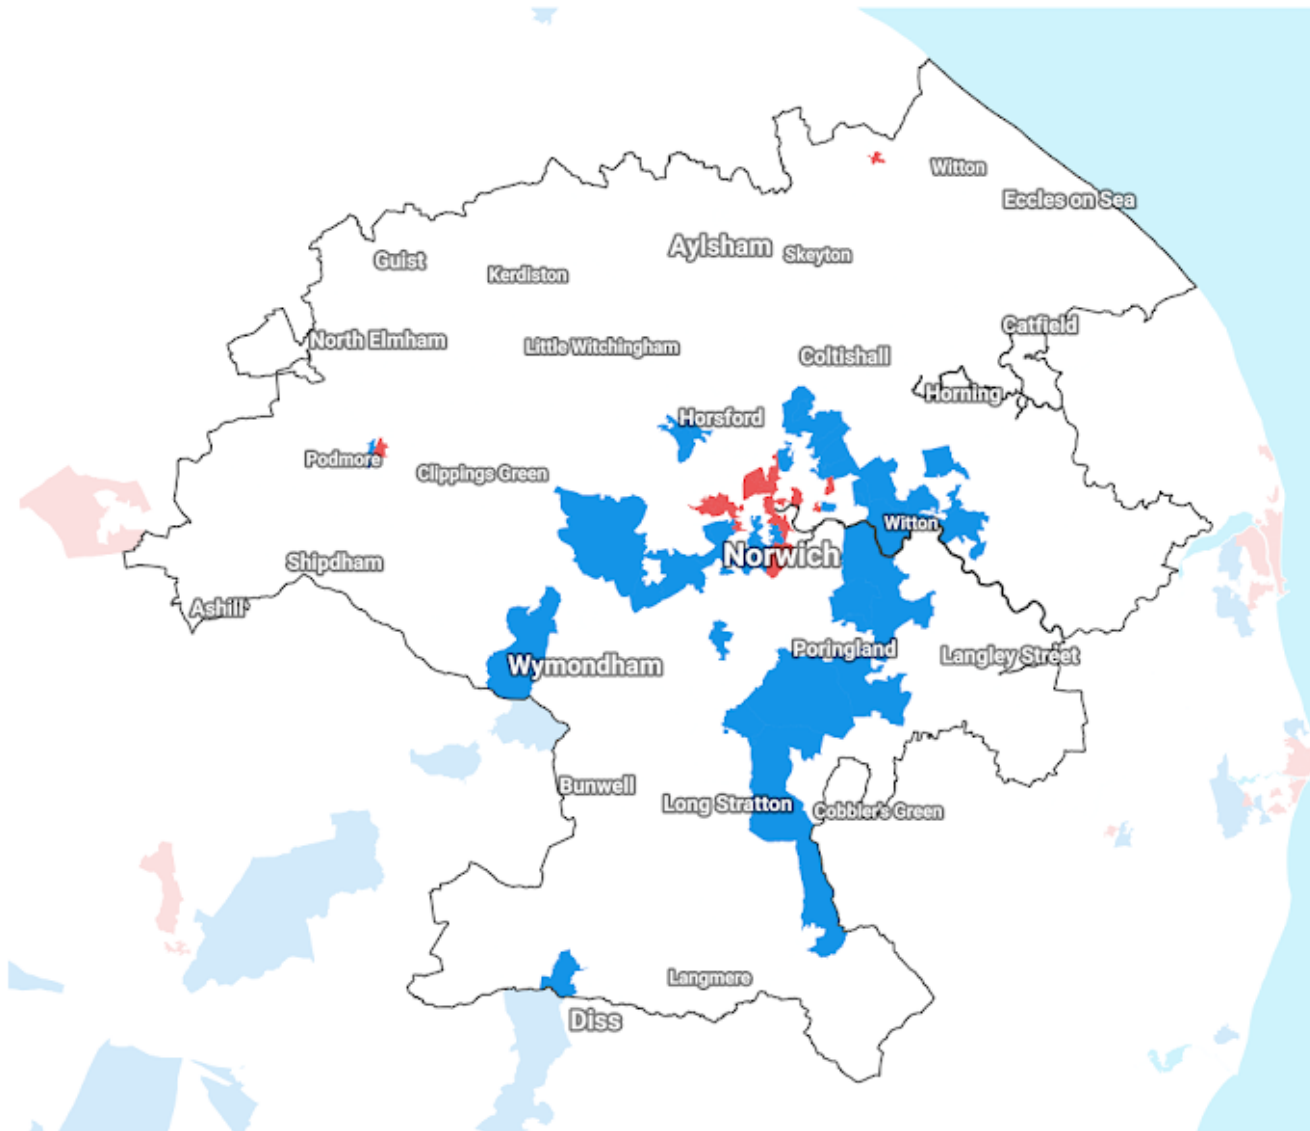 Witton
Eccles on Sea
Aylsham
Skeyton
Guist
Kerdiston
Catfield
North Elmham
Little Witchingham
Coltishall
Horning
Horsford
Podmore
Clippings Green
Witton
Norwich
Shipdham
Ashill
Poringland
Langley Street
Wymondham
Bunwell
Long Stratton
Cobbler's Green
Langmere
Diss